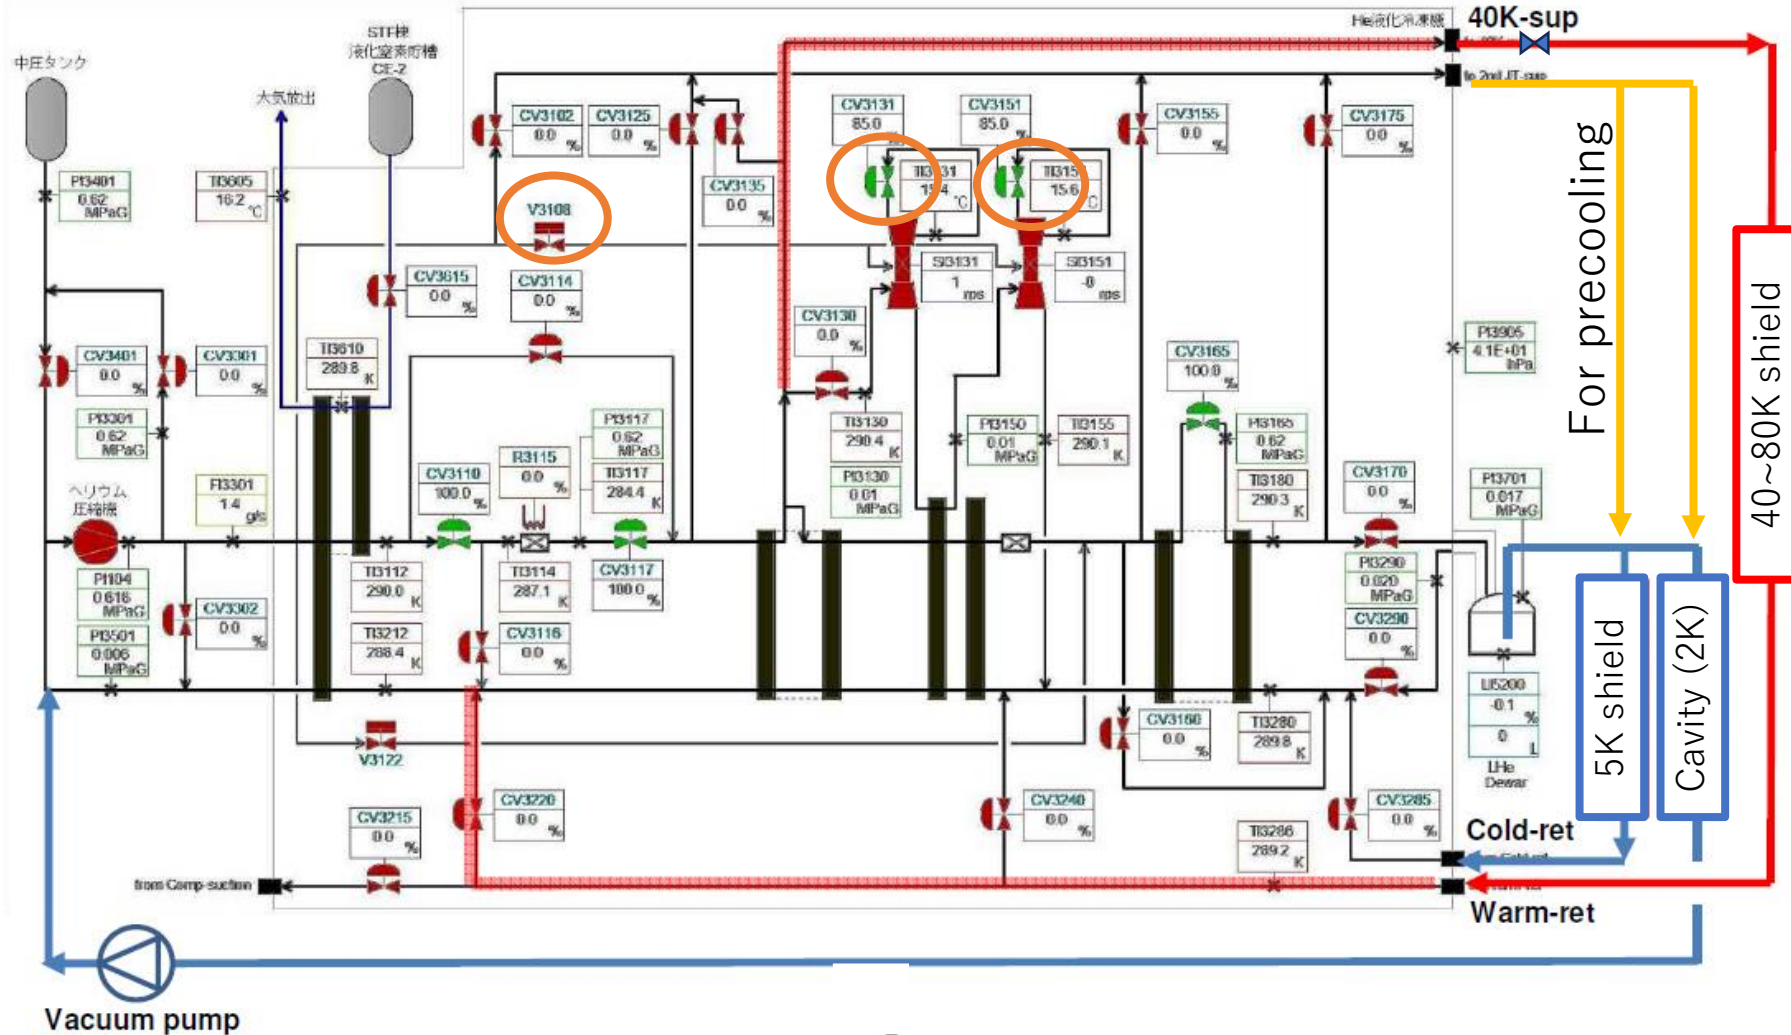 He液化冷凍機
40K-sup
STF棟
液化窒素貯槽
CE-2
中圧タンク
大気放出
to 2nd JT-sup
CV3102
0.0
%
CV3125
0.0
%
CV3131
85.0
CV3151
85.0
%
CV3155
0.0
%
CV3175
0.0
%
PI3401
0.62
MPaG
TI3605
16.2
℃
V3108
CV3135
0.0
%
15.6
For precooling
40~80K shield
CV3615
0.0
%
CV3114
0.0
%
SI3131
1
rps
SI3151
-0
rps
CV3130
0.0
%
PI3905
4.1E+01
hPa
CV3401
0.0
%
CV3301
0.0
%
TI3610
289.8
K
CV3165
100.0
%
PI3301
0.62
MPaG
PI3117
0.62
MPaG
TI3117
284.4
K
TI3130
290.4
K
PI3130
0.01
MPaG
PI3150
0.01
MPaG
TI3155
290.1
K
PI3165
0.62
MPaG
TI3180
290.3
K
CV3170
0.0
%
PI3701
0.017
MPaG
FI3301
1.4
g/s
CV3110
100.0
%
R3115
0.0
%
ヘリウム
圧縮機
PI104
0.616
MPaG
PI3501
0.006
MPaG
CV3302
0.0
%
TI3112
290.0
K
TI3212
288.4
K
TI3114
287.1
K
CV3116
0.0
%
CV3117
100.0
%
PI3290
0.020
MPaG
CV3290
0.0
%
5K shield
Cavity (2K)
LI5200
-0.1
%
0
L
LHe
Dewar
V3122
CV3160
0.0
%
TI3280
289.8
K
CV3215
0.0
%
CV3220
0.0
%
CV3240
0.0
%
CV3285
0.0
%
TI3286
289.2
K
Cold-ret
from Comp-suction
Warm-ret
Vacuum pump